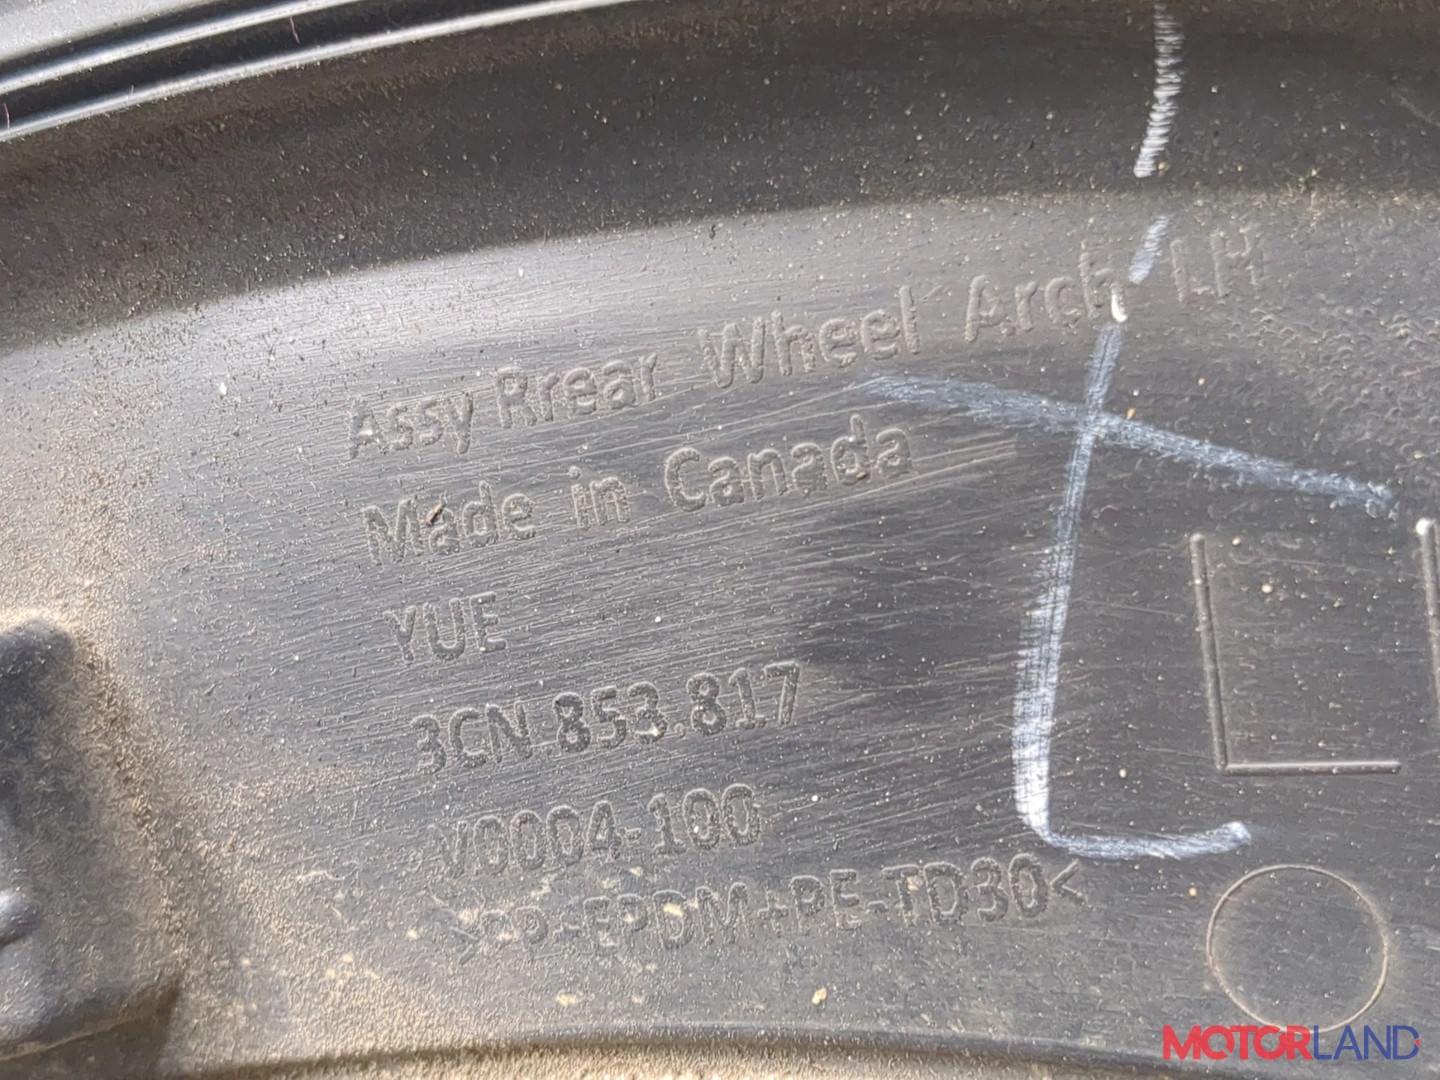 Assy Rrear Wheel Arch LH
Made in Canada
YUE
3CN.853.817
V0004-100
>PP+EPDM+PE-TD30<
L
MOTORLAND